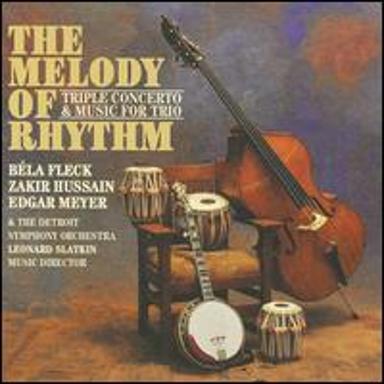 THE
MELODY
OF TRIPLE CONCERTO
& MUSIC FOR TRIO
RHYTHM
BÉLA FLECK
ZAKIR HUSSAIN
EDGAR MEYER
& THE DETROIT
SYMPHONY ORCHESTRA
LEONARD SLATKIN
MUSIC DIRECTOR